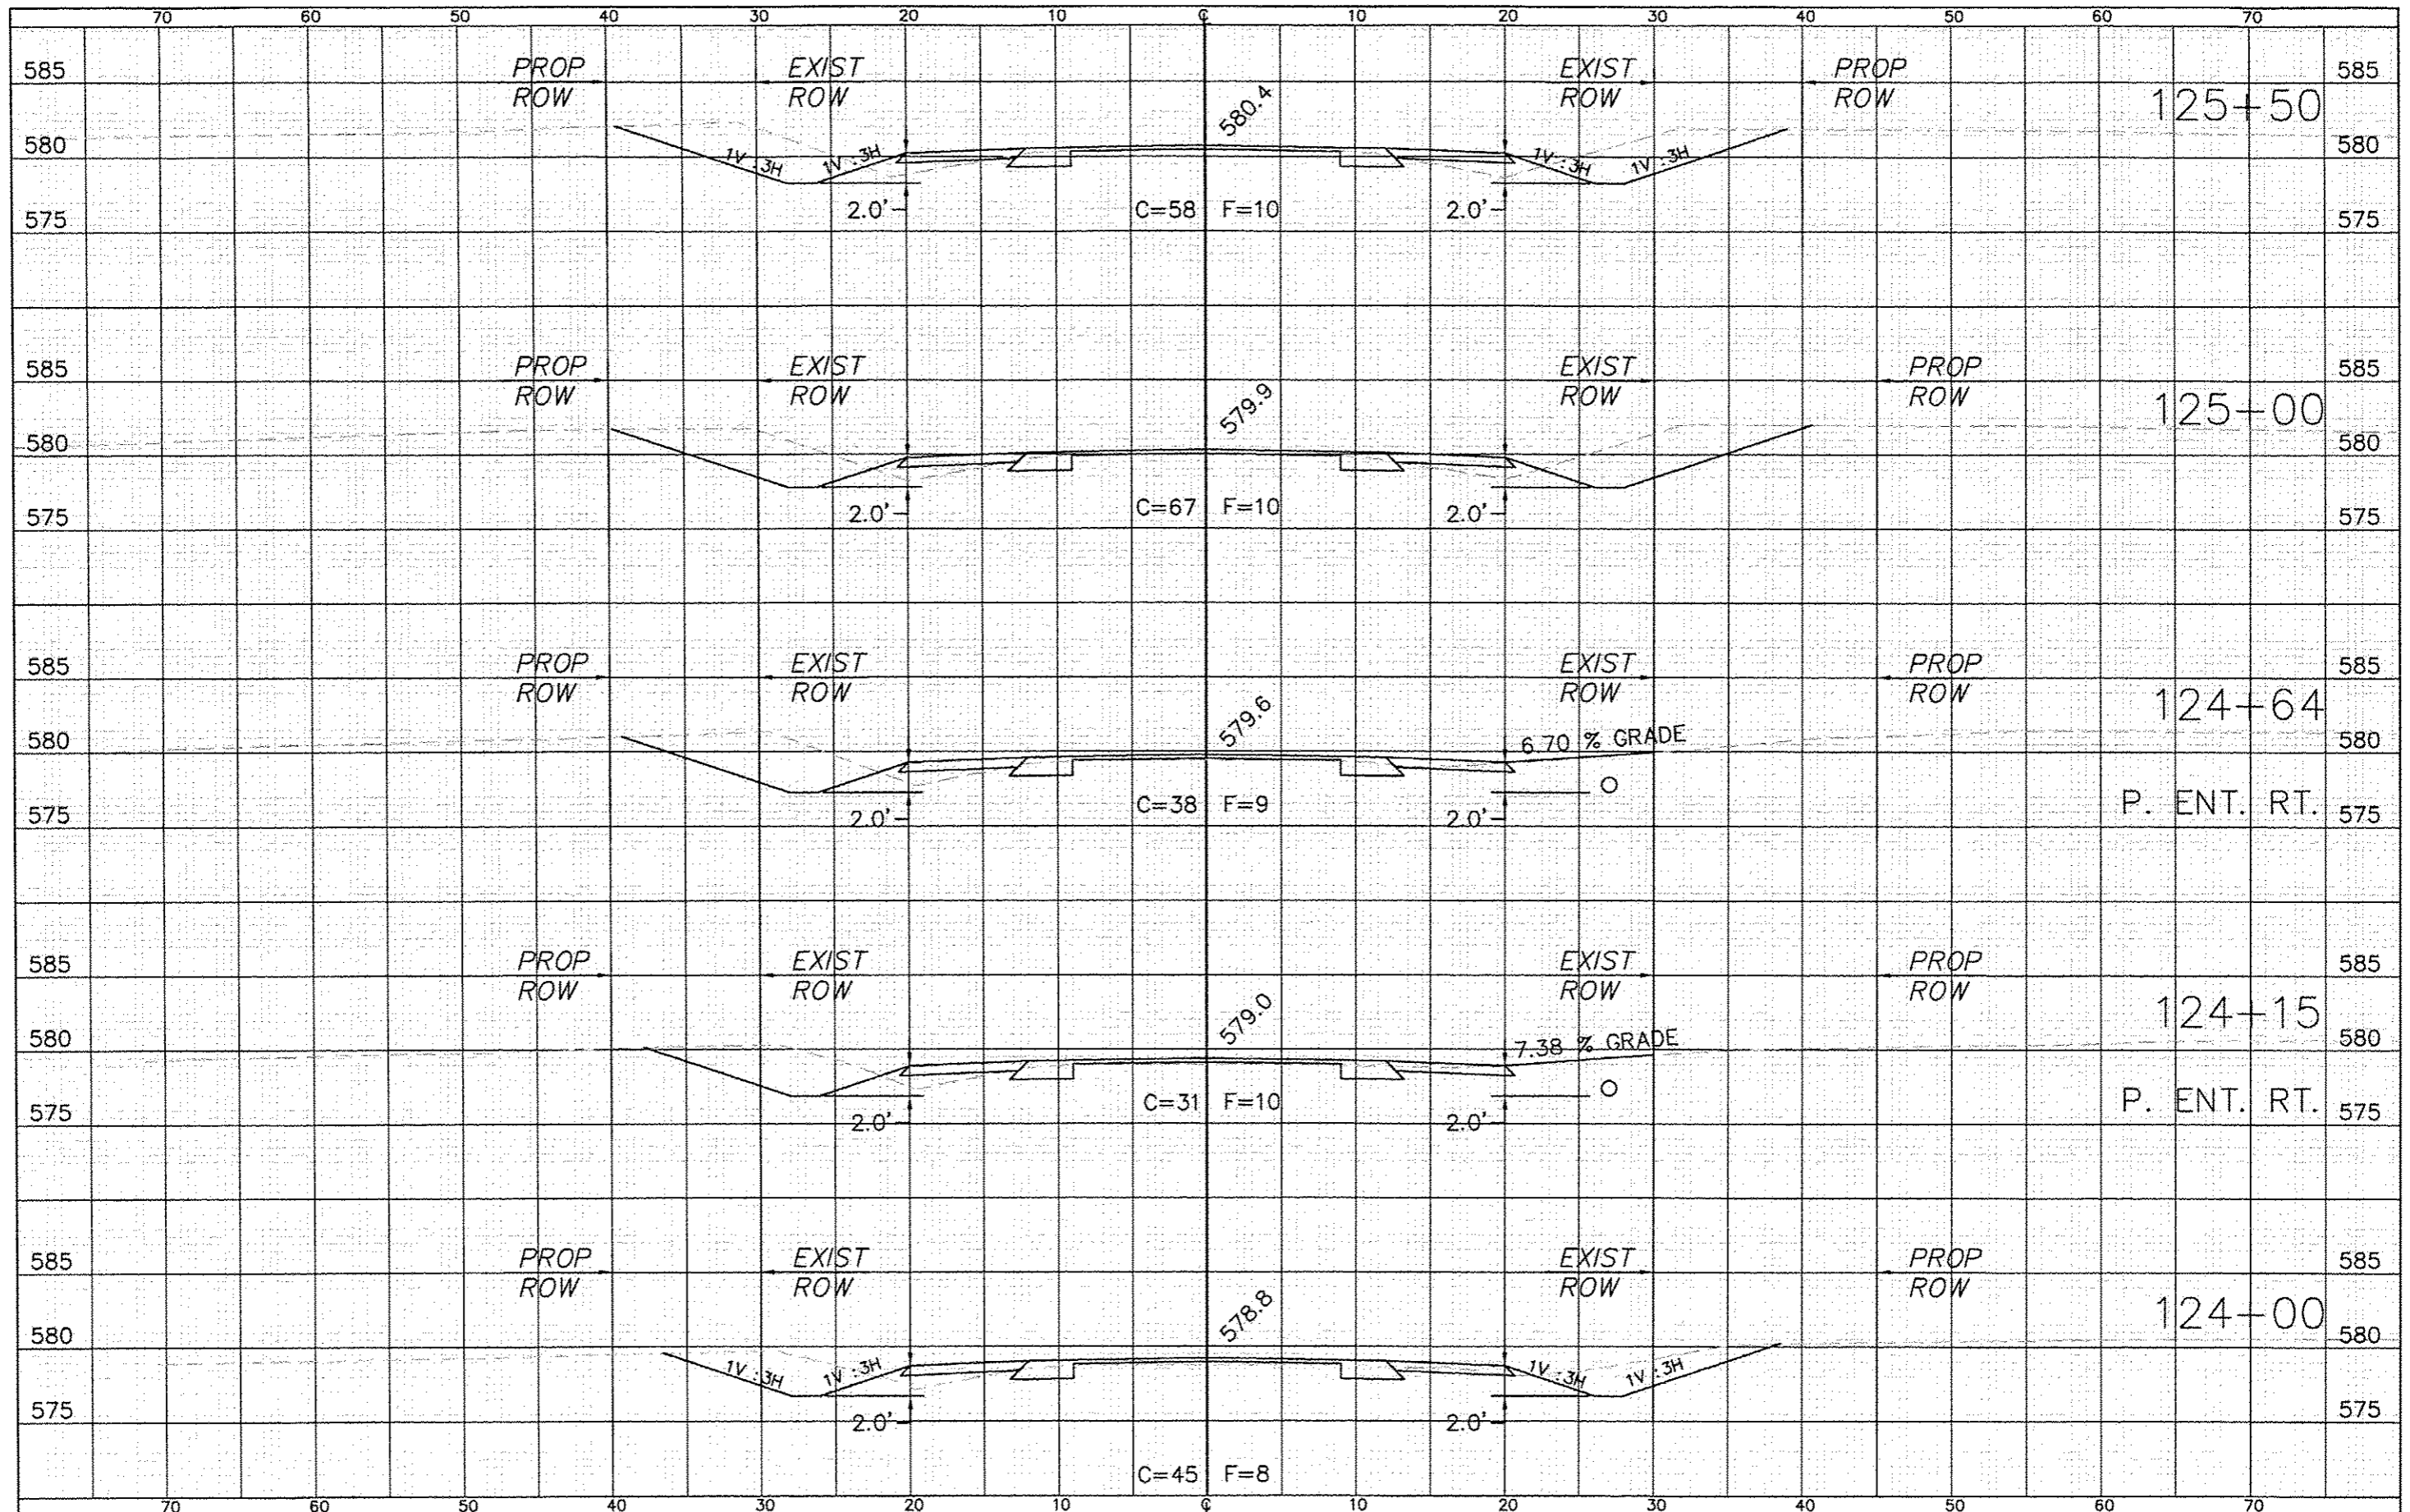 70 60 50 40 30 20 10 ℄ 10 20 30 40 50 60 70
585 PROP EXIST EXIST PROP 585
ROW ROW ROW ROW
125+50
580.4
580 1V :3H 1V :3H 1V :3H 1V :3H 580
2.0' C=58 F=10 2.0'
575 575
585 PROP EXIST EXIST PROP 585
ROW ROW ROW ROW
125+00
579.9
580 580
2.0' C=67 F=10 2.0'
575 575
585 PROP EXIST EXIST PROP 585
ROW ROW ROW ROW
124+64
579.6
580 6.70 % GRADE 580
2.0' C=38 F=9 2.0' P. ENT. RT.
575 575
585 PROP EXIST EXIST PROP 585
ROW ROW ROW ROW
124+15
579.0
580 7.38 % GRADE 580
C=31 F=10 P. ENT. RT.
575 2.0' 2.0' 575
585 PROP EXIST EXIST PROP 585
ROW ROW ROW ROW
124+00
578.8
580 580
1V :3H 1V :3H 1V :3H 1V :3H
575 2.0' 2.0' 575
C=45 F=8
70 60 50 40 30 20 10 ℄ 10 20 30 40 50 60 70